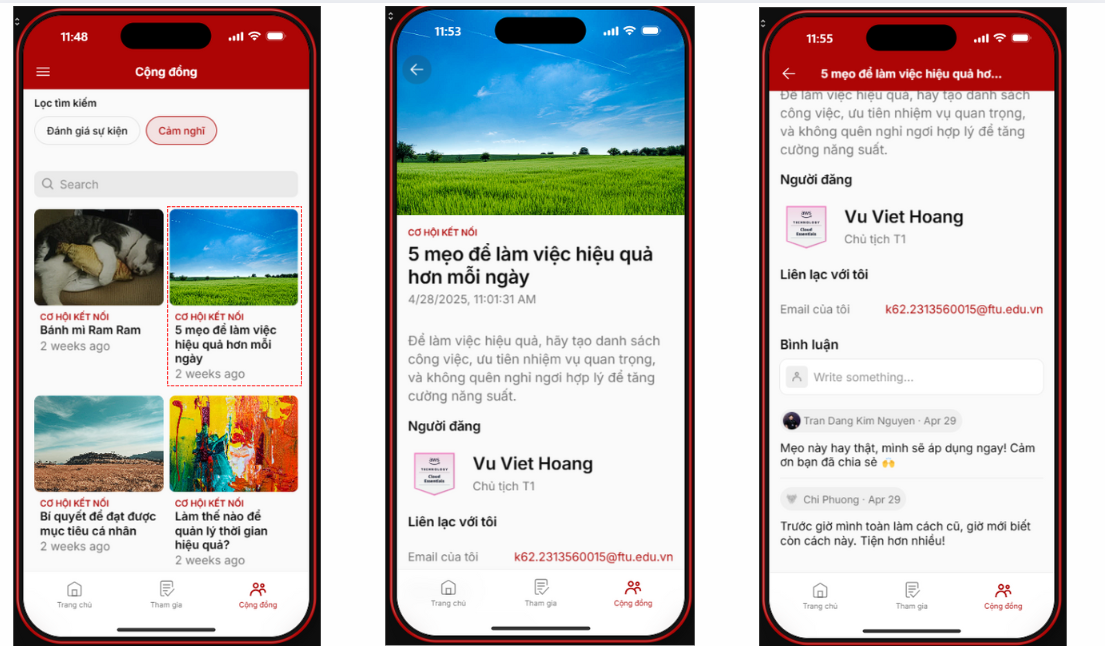 11:48
Cộng đồng
Lọc tìm kiếm
Đánh giá sự kiện
Cảm nghĩ
Search
CƠ HỘI KẾT NỐI
Bánh mì Ram Ram
2 weeks ago
CƠ HỘI KẾT NỐI
5 mẹo để làm việc
hiệu quả hơn mỗi
ngày
2 weeks ago
CƠ HỘI KẾT NỐI
Bí quyết để đạt được
mục tiêu cá nhân
2 weeks ago
CƠ HỘI KẾT NỐI
Làm thế nào để
quản lý thời gian
hiệu quả?
2 weeks ago
Trang chủ
Tham gia
Cộng đồng
11:53
CƠ HỘI KẾT NỐI
5 mẹo để làm việc hiệu quả
hơn mỗi ngày
4/28/2025, 11:01:31 AM
Để làm việc hiệu quả, hãy tạo danh sách
công việc, ưu tiên nhiệm vụ quan trọng,
và không quên nghỉ ngơi hợp lý để tăng
cường năng suất.
Người đăng
aws
TECHNOLOGY
Cloud
Essentials
Vu Viet Hoang
Chủ tịch T1
Liên lạc với tôi
Email của tôi
k62.2313560015@ftu.edu.vn
Trang chủ
Tham gia
Cộng đồng
11:55
5 mẹo để làm việc hiệu quả hơ...
Để làm việc hiệu quả, hãy tạo danh sách
công việc, ưu tiên nhiệm vụ quan trọng,
và không quên nghỉ ngơi hợp lý để tăng
cường năng suất.
Người đăng
aws
TECHNOLOGY
Cloud
Essentials
Vu Viet Hoang
Chủ tịch T1
Liên lạc với tôi
Email của tôi
k62.2313560015@ftu.edu.vn
Bình luận
Write something...
Tran Dang Kim Nguyen · Apr 29
Mẹo này hay thật, mình sẽ áp dụng ngay! Cảm
ơn bạn đã chia sẻ 🙌
Chi Phuong · Apr 29
Trước giờ mình toàn làm cách cũ, giờ mới biết
còn cách này. Tiện hơn nhiều!
Trang chủ
Tham gia
Cộng đồng